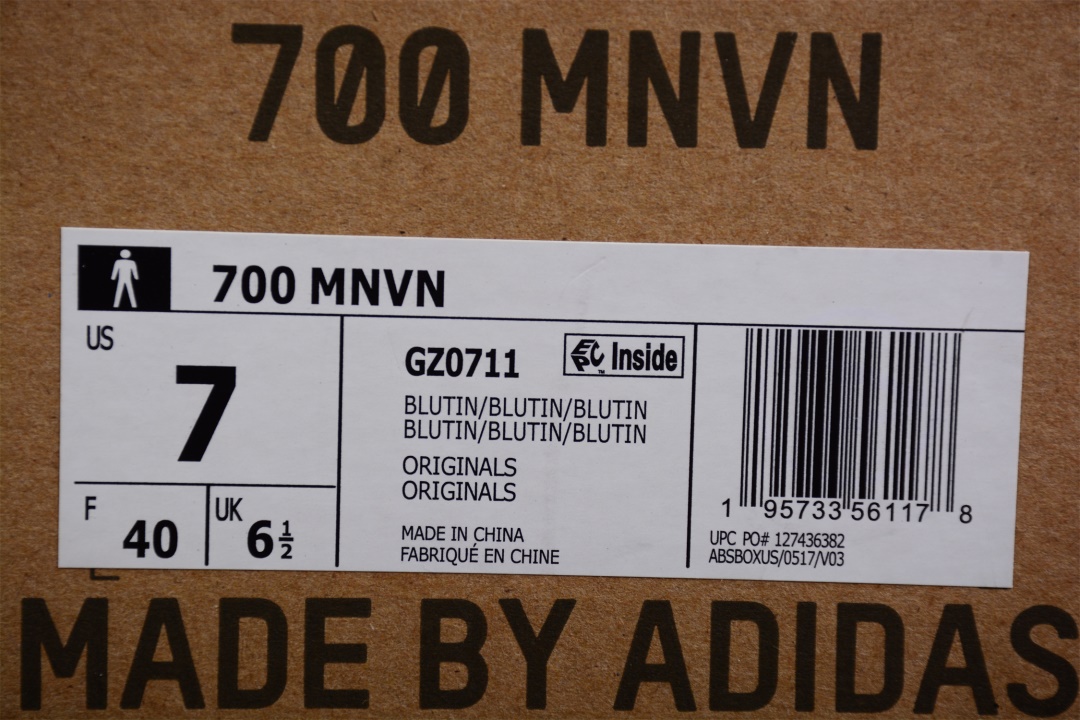 700 MNVN
700 MNVN
US
7
F 40
UK 6½
GZ0711
EPC™ Inside
BLUTIN/BLUTIN/BLUTIN
BLUTIN/BLUTIN/BLUTIN
ORIGINALS
ORIGINALS
MADE IN CHINA
FABRIQUÉ EN CHINE
1 95733 56117 8
UPC PO# 127436382
ABSBOXUS/0517/V03
MADE BY ADIDAS